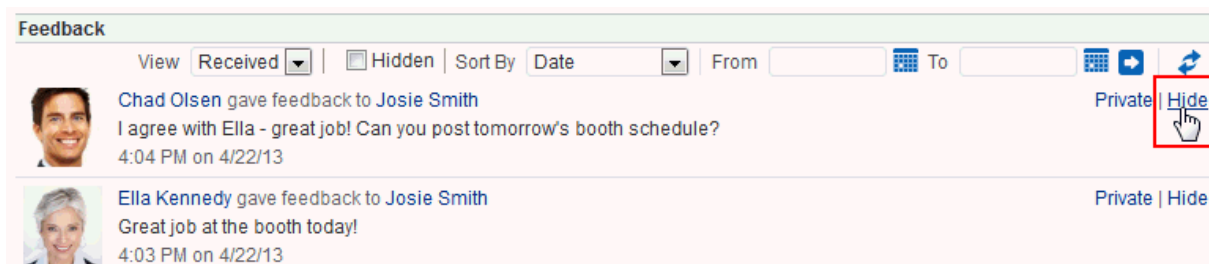 Feedback
View Received | Hidden | Sort By Date | From To
Chad Olsen gave feedback to Josie Smith Private | Hide
I agree with Ella - great job! Can you post tomorrow's booth schedule?
4:04 PM on 4/22/13
Ella Kennedy gave feedback to Josie Smith Private | Hide
Great job at the booth today!
4:03 PM on 4/22/13